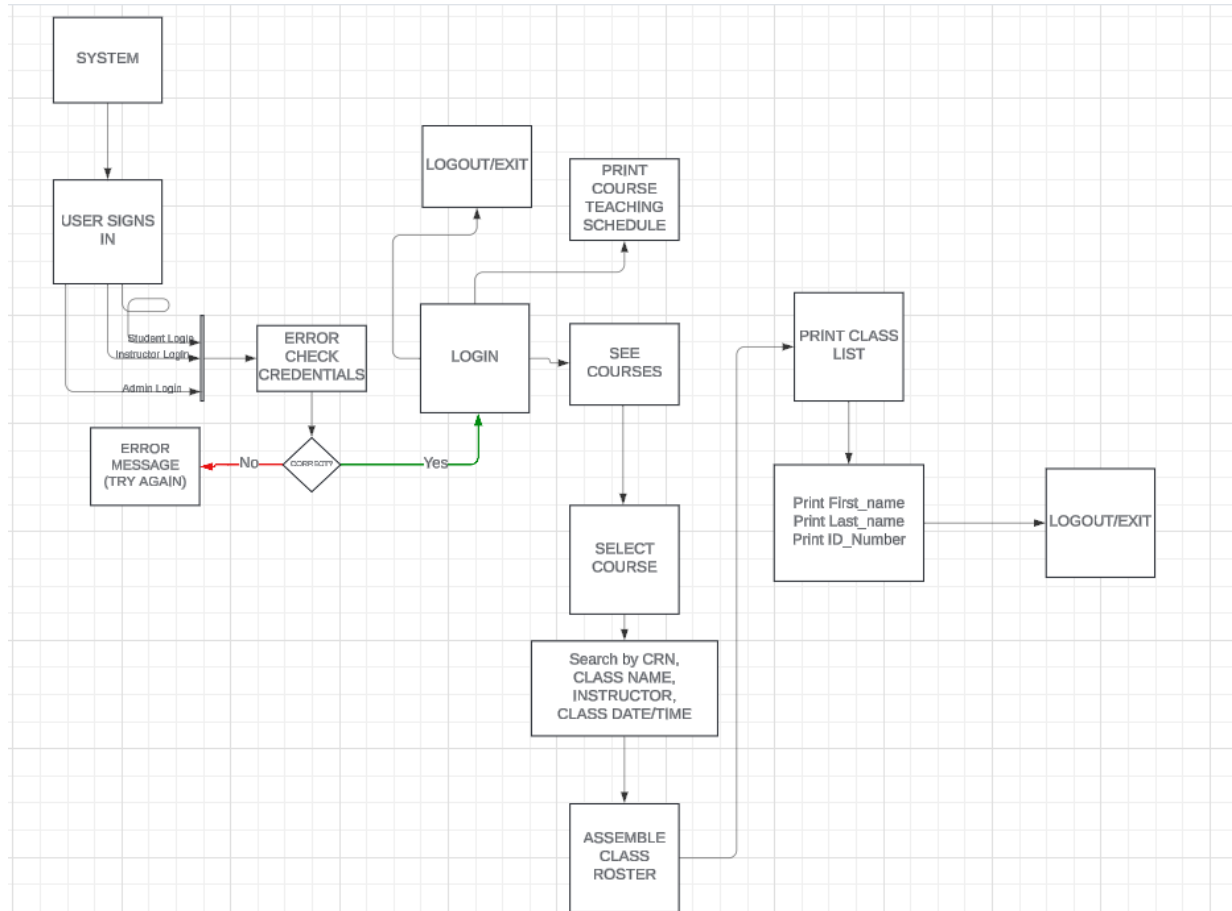 SYSTEM
USER SIGNS
IN
Student Login
Instructor Login
Admin Login
ERROR
CHECK
CREDENTIALS
CORRECT?
No
Yes
ERROR
MESSAGE
(TRY AGAIN)
LOGOUT/EXIT
LOGIN
PRINT
COURSE
TEACHING
SCHEDULE
SEE
COURSES
SELECT
COURSE
Search by CRN,
CLASS NAME,
INSTRUCTOR,
CLASS DATE/TIME
ASSEMBLE
CLASS
ROSTER
PRINT CLASS
LIST
Print First_name
Print Last_name
Print ID_Number
LOGOUT/EXIT